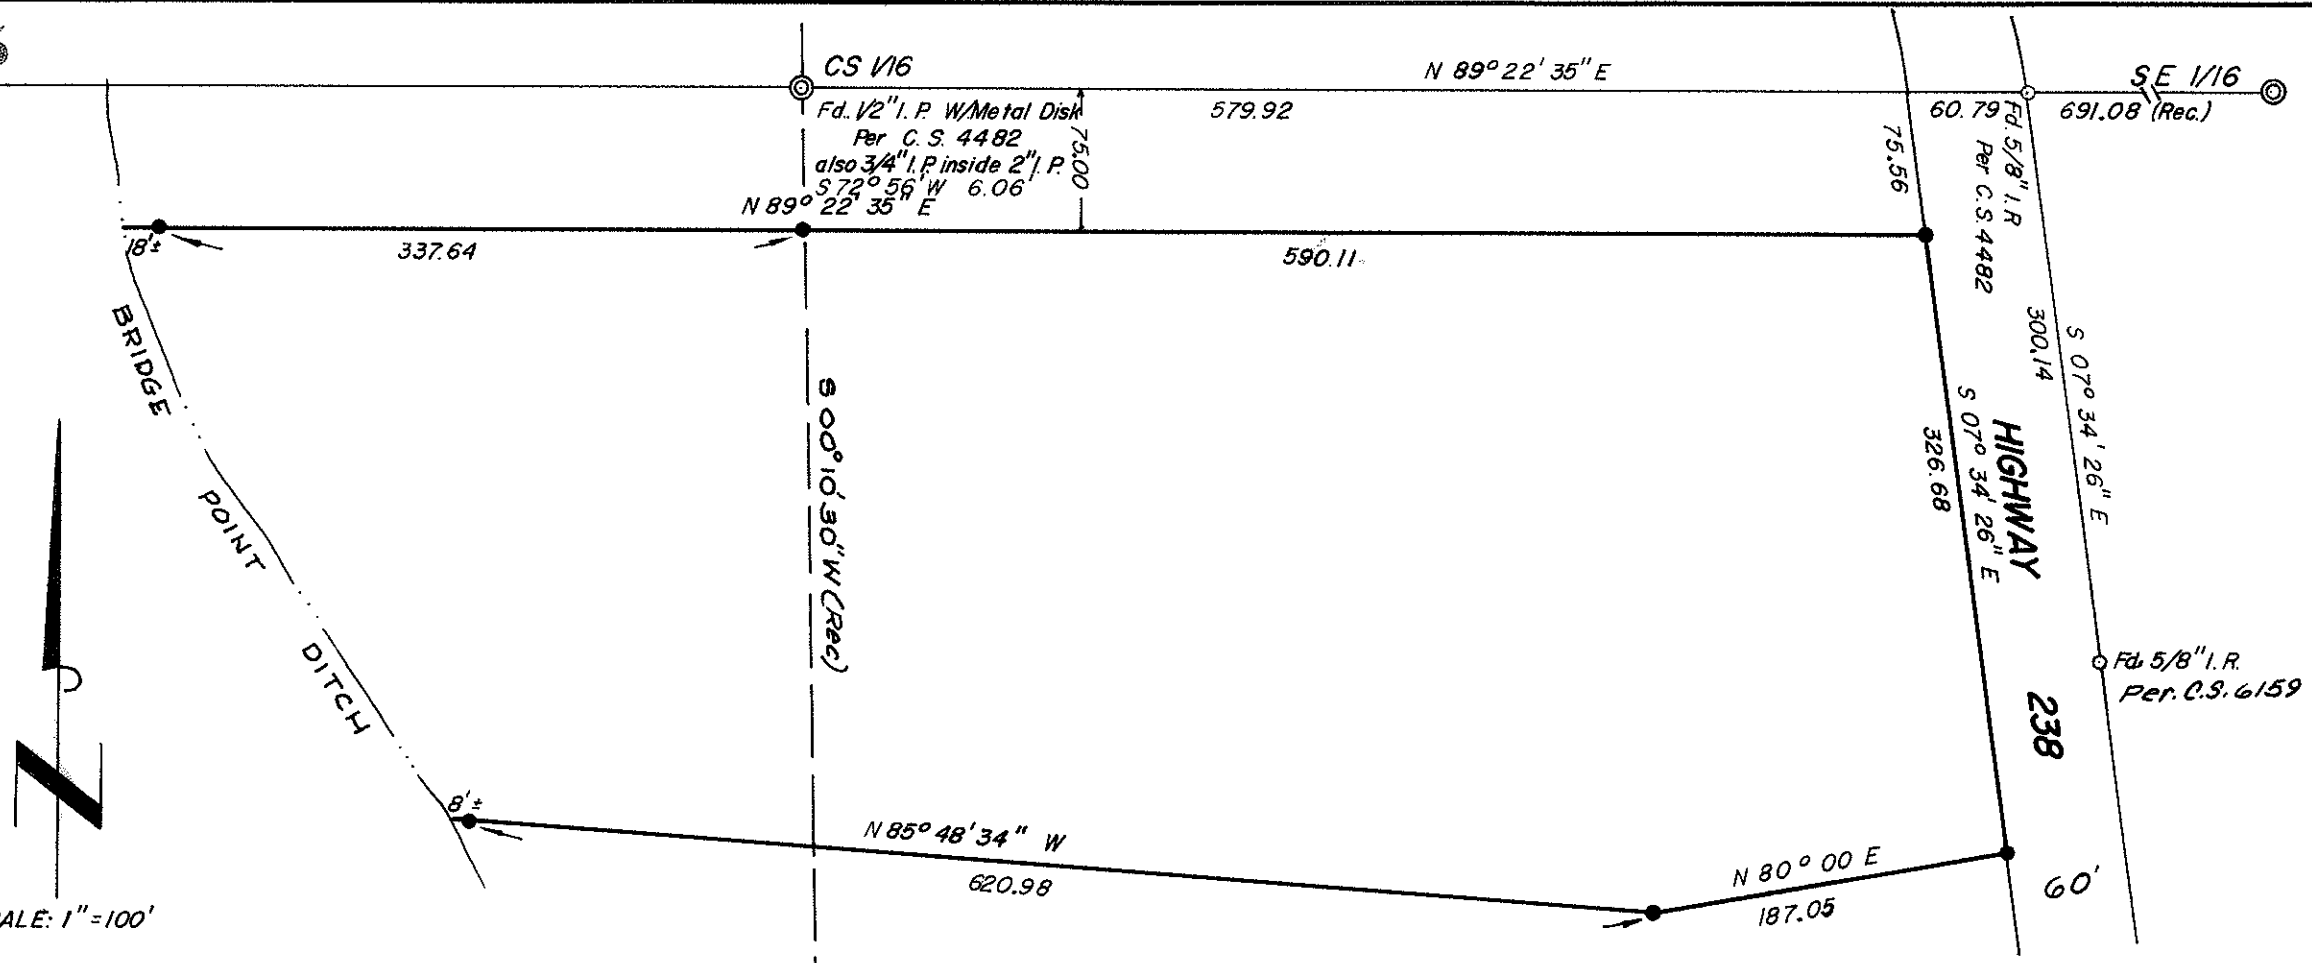 CS 1/16
N 89° 22' 35" E
SE 1/16
Fd. 1/2" I.P. W/Metal Disk
Per C.S. 4482
also 3/4" I.P. inside 2" I.P.
S 72° 56' W 6.06
75.00
579.92
60.79
691.08 (Rec.)
75.56
Fd. 5/8" I.R
Per C.S 4482
N 89° 22' 35" E
18'±
337.64
590.11
BRIDGE
POINT
DITCH
S 00° 10' 30" W (Rec)
300.14
S 07° 34' 26" E
HIGHWAY
S 07° 34' 26" E
326.68
238
Fd. 5/8" I.R.
Per. C.S. 6159
8'±
N 85° 48' 34" W
620.98
N 80° 00 E
187.05
60'
N
ALE: 1" = 100'